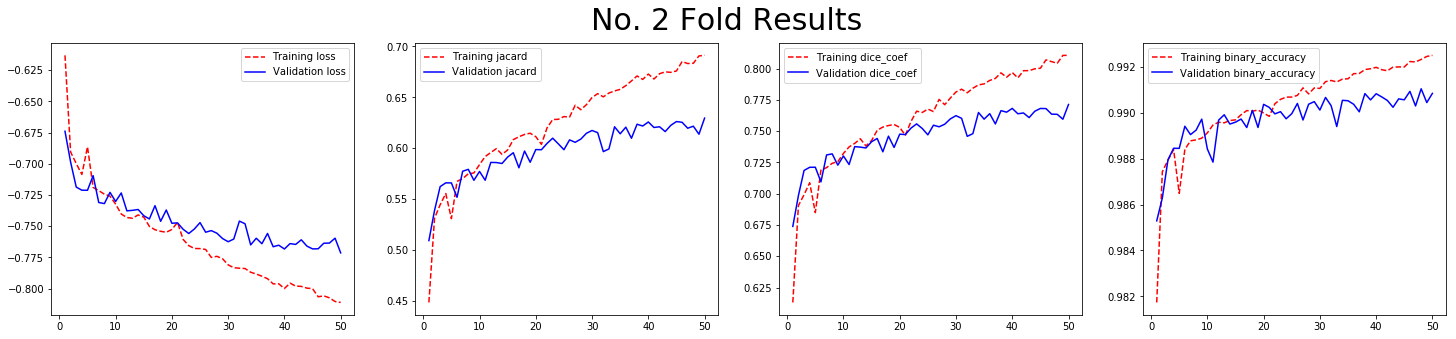 No. 2 Fold Results
Training loss
Validation loss
−0.625
−0.650
−0.675
−0.700
−0.725
−0.750
−0.775
−0.800
0 10 20 30 40 50
Training jacard
Validation jacard
0.70
0.65
0.60
0.55
0.50
0.45
0 10 20 30 40 50
Training dice_coef
Validation dice_coef
0.800
0.775
0.750
0.725
0.700
0.675
0.650
0.625
0 10 20 30 40 50
Training binary_accuracy
Validation binary_accuracy
0.992
0.990
0.988
0.986
0.984
0.982
0 10 20 30 40 50